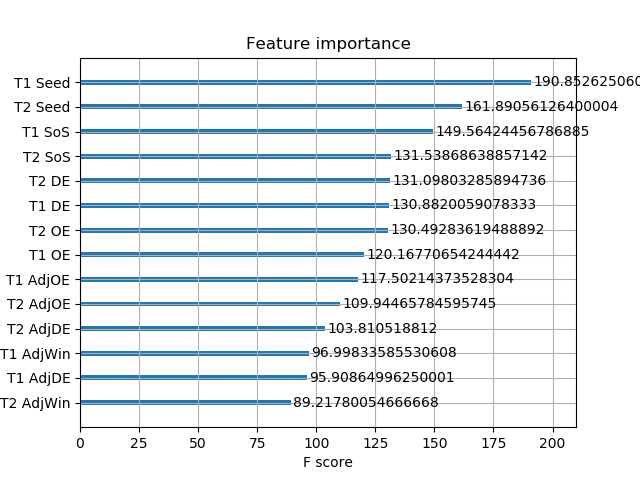 Feature importance
T1 Seed 190.852625060
T2 Seed 161.89056126400004
T1 SoS 149.56424456786885
T2 SoS 131.53868638857142
T2 DE 131.09803285894736
T1 DE 130.8820059078333
T2 OE 130.49283619488892
T1 OE 120.16770654244442
T1 AdjOE 117.50214373528304
T2 AdjOE 109.94465784595745
T2 AdjDE 103.810518812
T1 AdjWin 96.99833585530608
T1 AdjDE 95.90864996250001
T2 AdjWin 89.21780054666668
0 25 50 75 100 125 150 175 200
F score